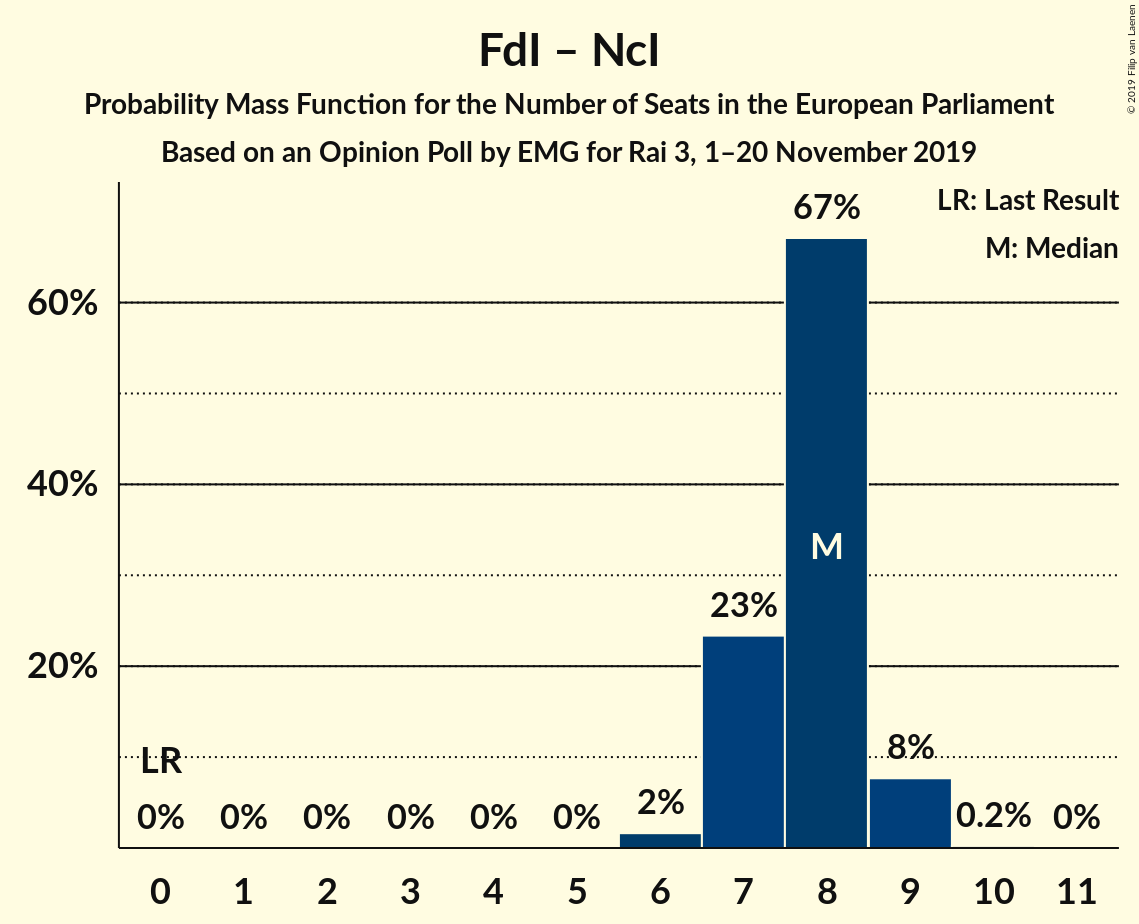 FdI – NcI
Probability Mass Function for the Number of Seats in the European Parliament
Based on an Opinion Poll by EMG for Rai 3, 1–20 November 2019
© 2019 Filip van Laenen
LR: Last Result
M: Median
67%
60%
40%
M
23%
20%
LR
8%
0% 0% 0% 0% 0% 0% 2% 0.2% 0%
0 1 2 3 4 5 6 7 8 9 10 11